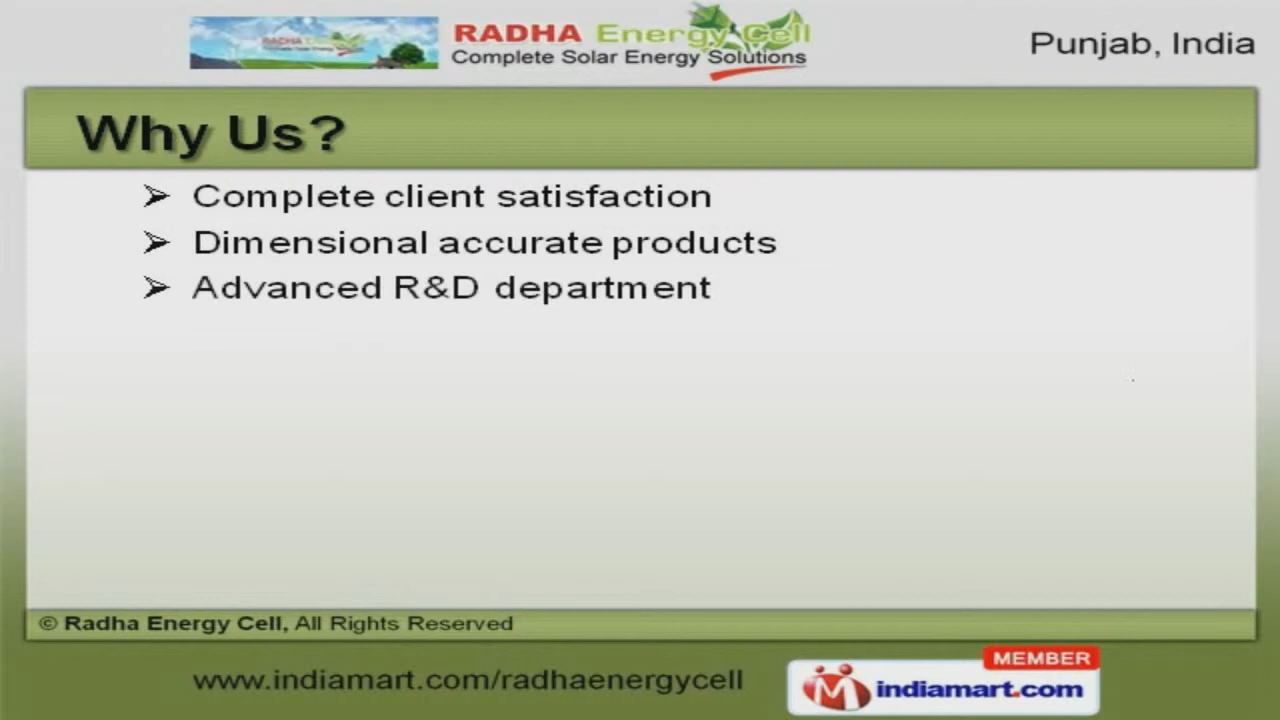 RADHA Energy Cell
Complete Solar Energy Solutions
RADHA
Punjab, India
Why Us?
Complete client satisfaction
Dimensional accurate products
Advanced R&D department
© Radha Energy Cell, All Rights Reserved
www.indiamart.com/radhaenergycell
MEMBER
indiamart.com